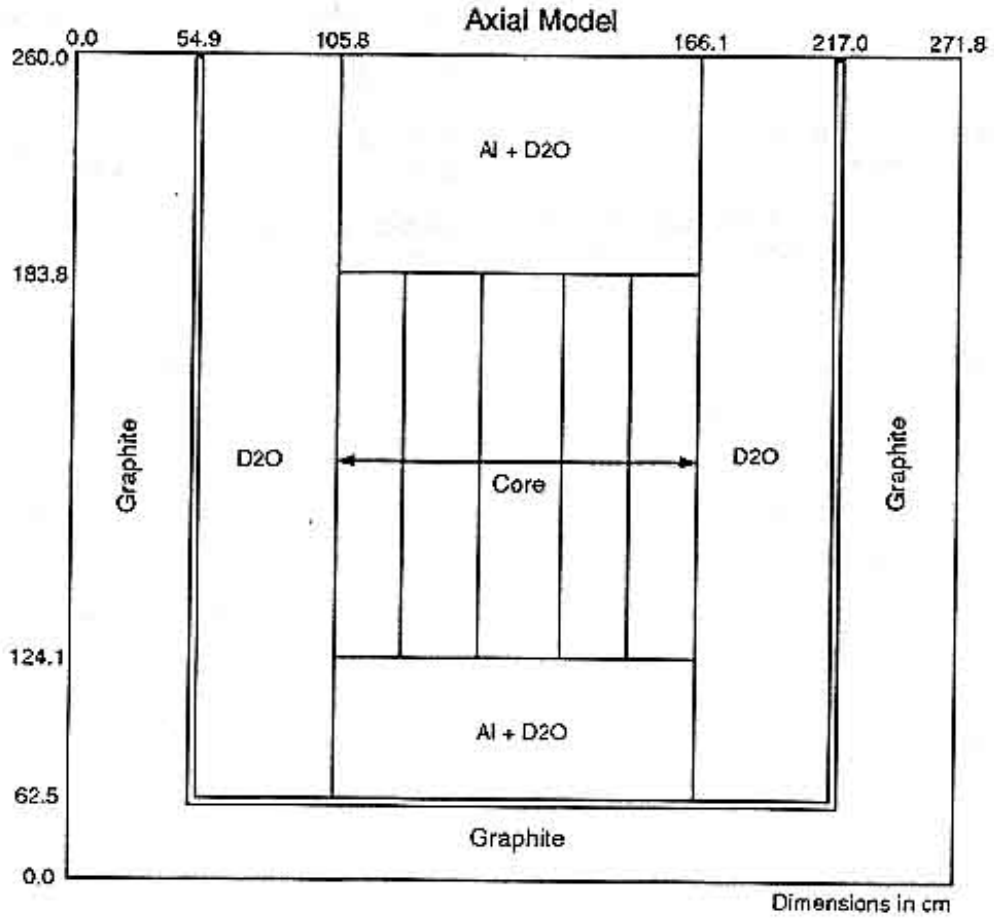 Axial Model
0.0 54.9 105.8 166.1 217.0 271.8
260.0
Al + D2O
183.8
Graphite
D2O
Core
D2O
Graphite
124.1
Al + D2O
62.5
Graphite
0.0
Dimensions in cm